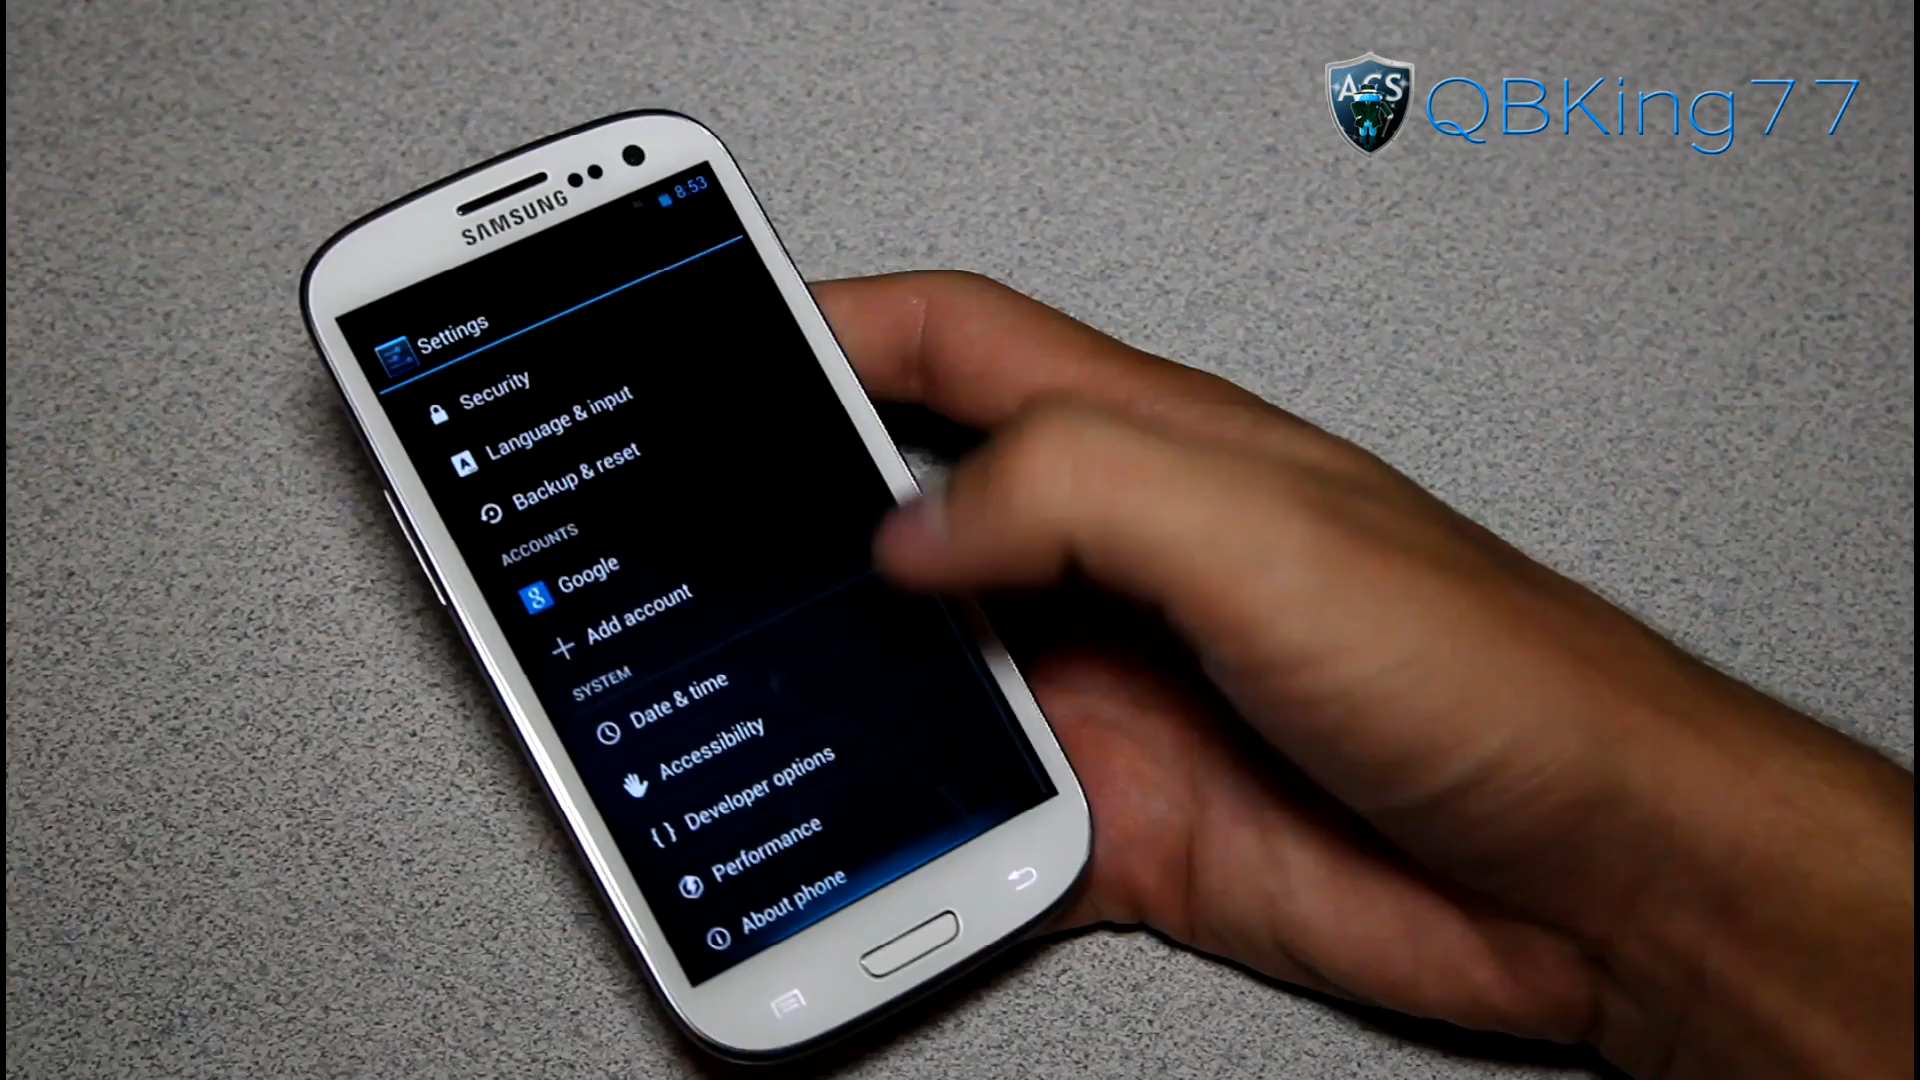 AGS QBKing77
SAMSUNG
8:53
Settings
Security
Language & input
Backup & reset
ACCOUNTS
Google
Add account
SYSTEM
Date & time
Accessibility
Developer options
Performance
About phone